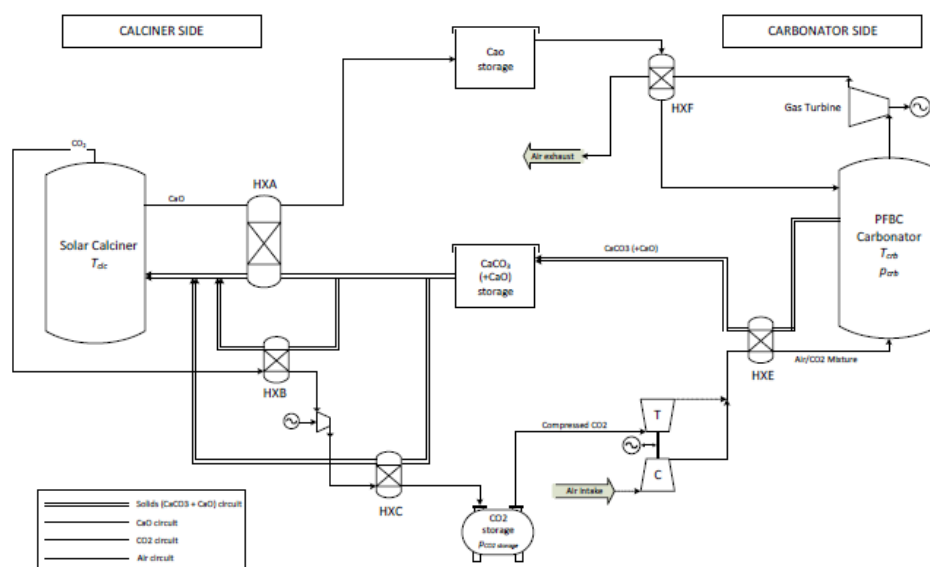 CALCINER SIDE
CARBONATOR SIDE
Cao
storage
HXF
Gas Turbine
CO₂
Air exhaust
HXA
CaO
Solar Calciner
Tclc
PFBC
Carbonator
Tcrb
pcrb
CaCO3 (+CaO)
CaCO₃
(+CaO)
storage
HXB
HXE
Air/CO2 Mixture
T
C
Compressed CO2
Air Intake
HXC
CO2
storage
pCO2 storage
Solids (CaCO3 + CaO) circuit
CaO circuit
CO2 circuit
Air circuit